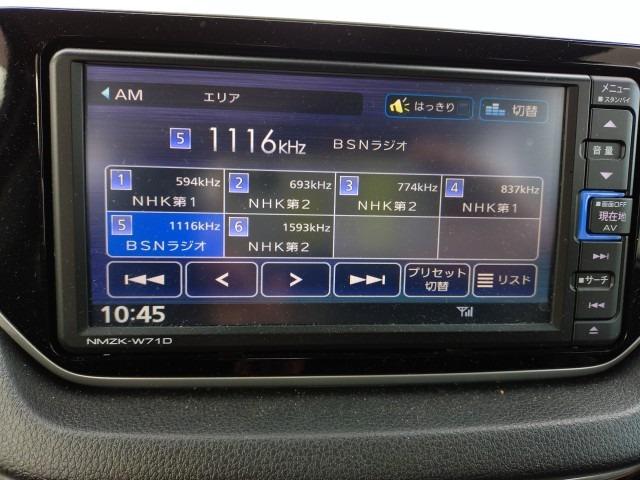 AM エリア はっきり 切替
5 1116kHz BSNラジオ
1 594kHz 2 693kHz 3 774kHz 4 837kHz
NHK第1 NHK第2 NHK第2 NHK第1
5 1116kHz 6 1593kHz
BSNラジオ NHK第2
プリセット
切替
リスト
10:45
NMZK-W71D
メニュー
スタンバイ
音量
画面OFF
現在地
AV
サーチ